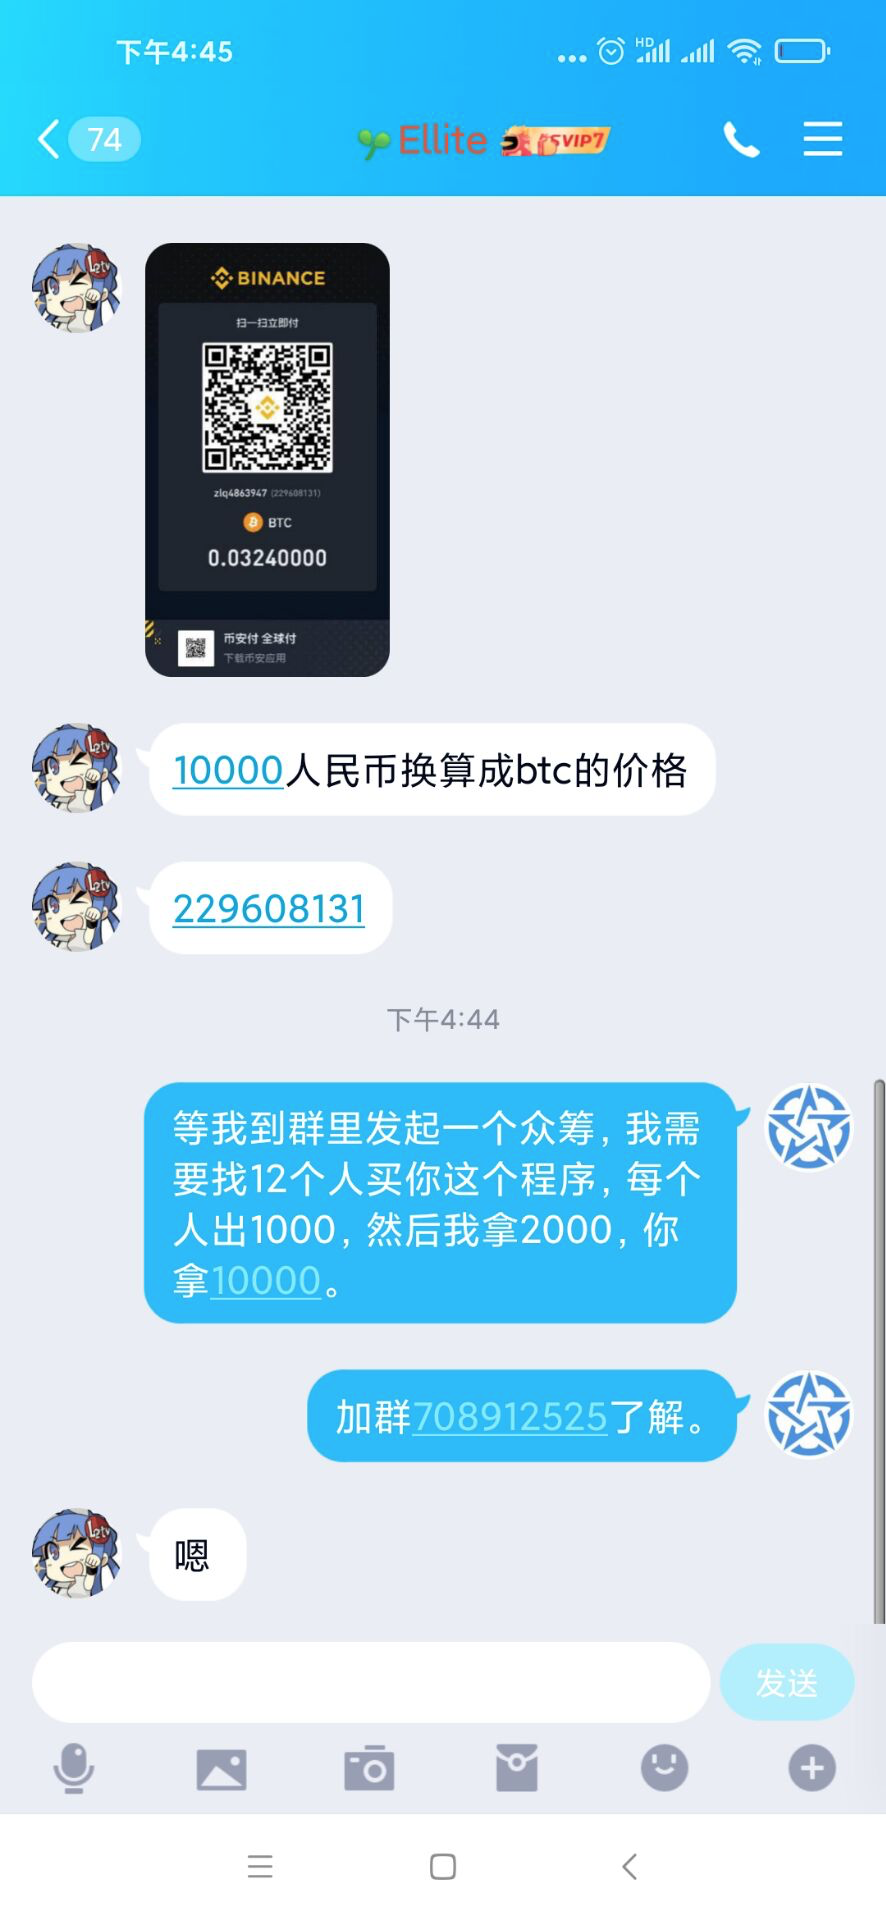 下午4:45
HD
74
Ellite SVIP7
BINANCE
扫一扫立即付
zlq4863947 (229608131)
BTC
0.03240000
币安付 全球付
下载币安应用
10000人民币换算成btc的价格
229608131
下午4:44
等我到群里发起一个众筹，我需
要找12个人买你这个程序，每个
人出1000，然后我拿2000，你
拿10000。
加群708912525了解。
嗯
发送